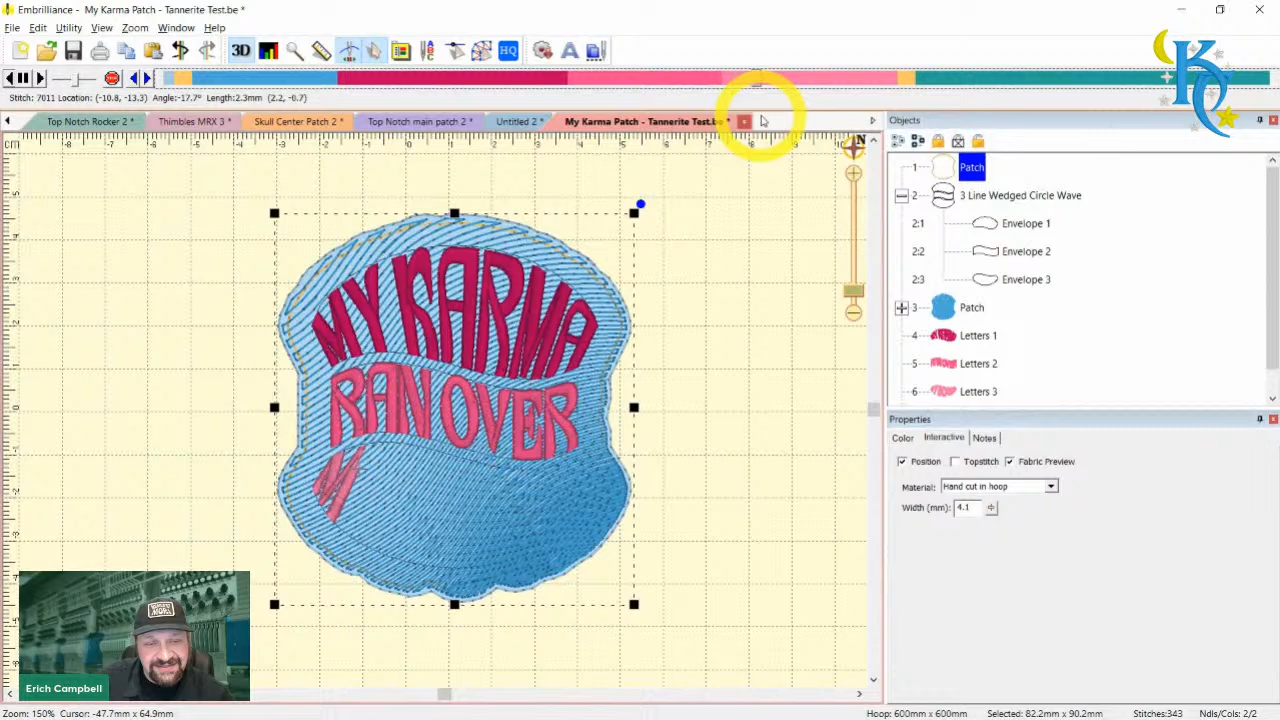 Embrilliance - My Karma Patch - Tannerite Test.be *
File Edit Utility View Zoom Window Help
3D HQ
STOP
Stitch: 7011 Location: (-10.8, -13.3) Angle:-17.7° Length:2.3mm (2.2, -0.7)
Top Notch Rocker 2 * Thimbles MRX 3 * Skull Center Patch 2 * Top Notch main patch 2 * Untitled 2 * My Karma Patch - Tannerite Test.be *
cm
N
MY KARMA
RAN OVER
Objects
1 Patch
2 3 Line Wedged Circle Wave
2:1 Envelope 1
2:2 Envelope 2
2:3 Envelope 3
3 Patch
4 Letters 1
5 Letters 2
6 Letters 3
Properties
Color Interactive Notes
Position Topstitch Fabric Preview
Material: Hand cut in hoop
Width (mm): 4.1
Erich Campbell
Zoom: 150% Cursor: -47.7mm x 64.9mm
Hoop: 600mm x 600mm Selected: 82.2mm x 90.2mm Stitches:343 Ndls/Cols: 2/2